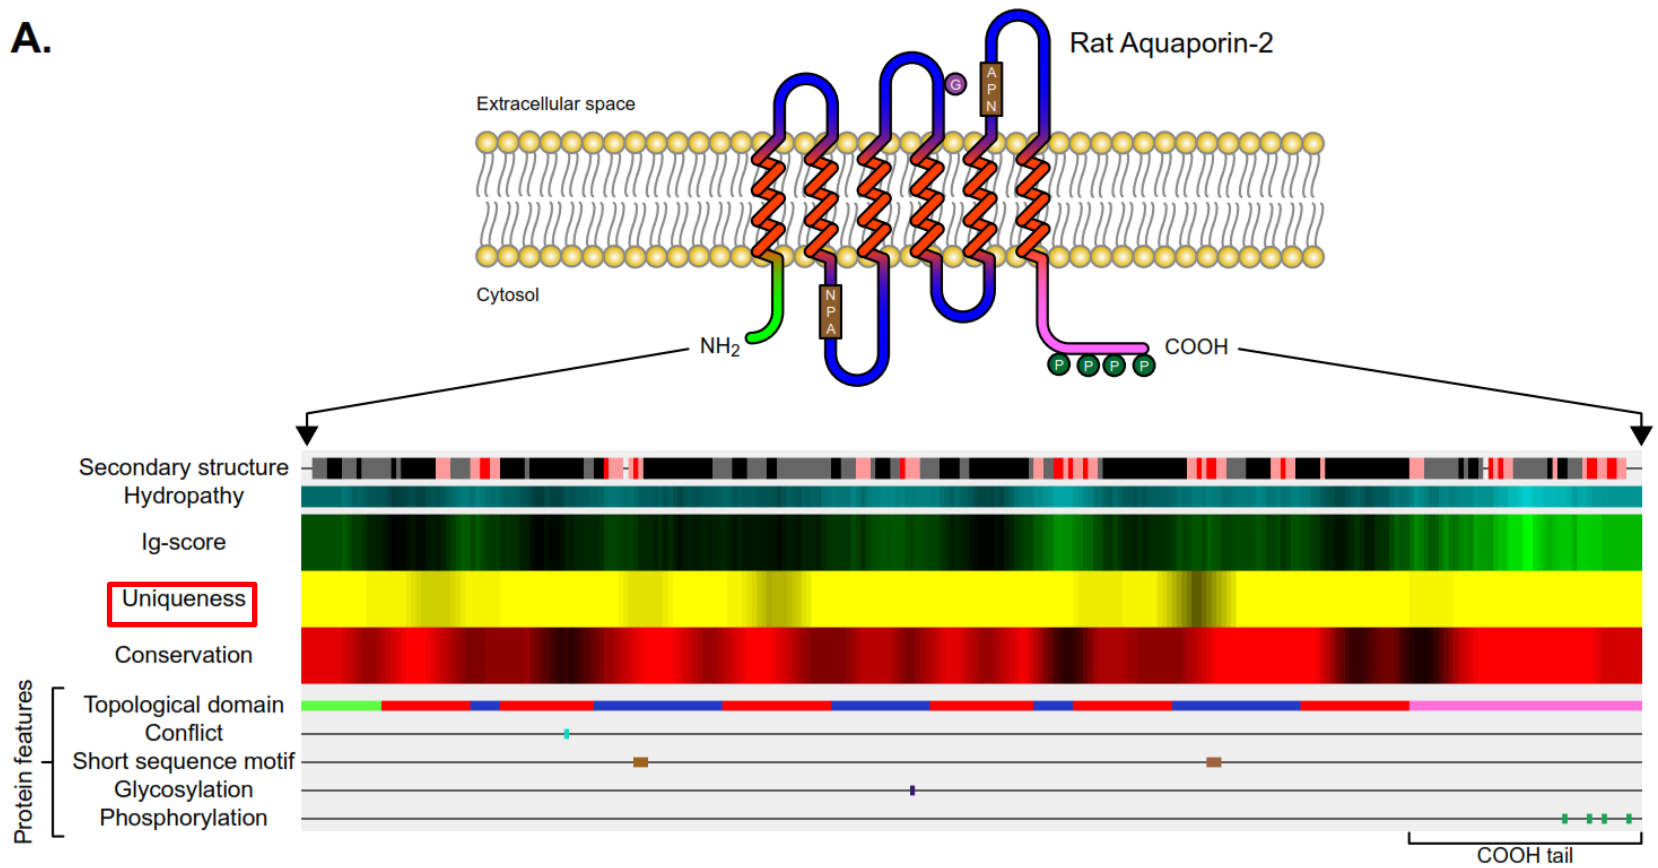 A.
Rat Aquaporin-2
Extracellular space
G
A
P
N
Cytosol
N
P
A
NH2
COOH
P P P P
Secondary structure
Hydropathy
Ig-score
Uniqueness
Conservation
Protein features
Topological domain
Conflict
Short sequence motif
Glycosylation
Phosphorylation
COOH tail